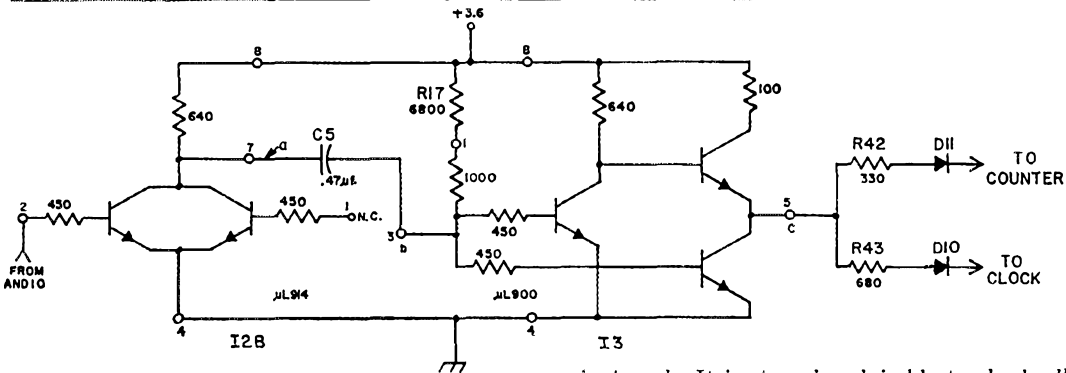 +3.6
8
8
R17
6800
640
640
100
C5
7
a
.47µf.
1
1000
R42
D11
330
TO
COUNTER
450
2
450
1
N.C.
3
b
450
5
C
FROM
ANDIO
450
R43
D10
680
TO
CLOCK
µL914
µL900
4
4
I2B
I3